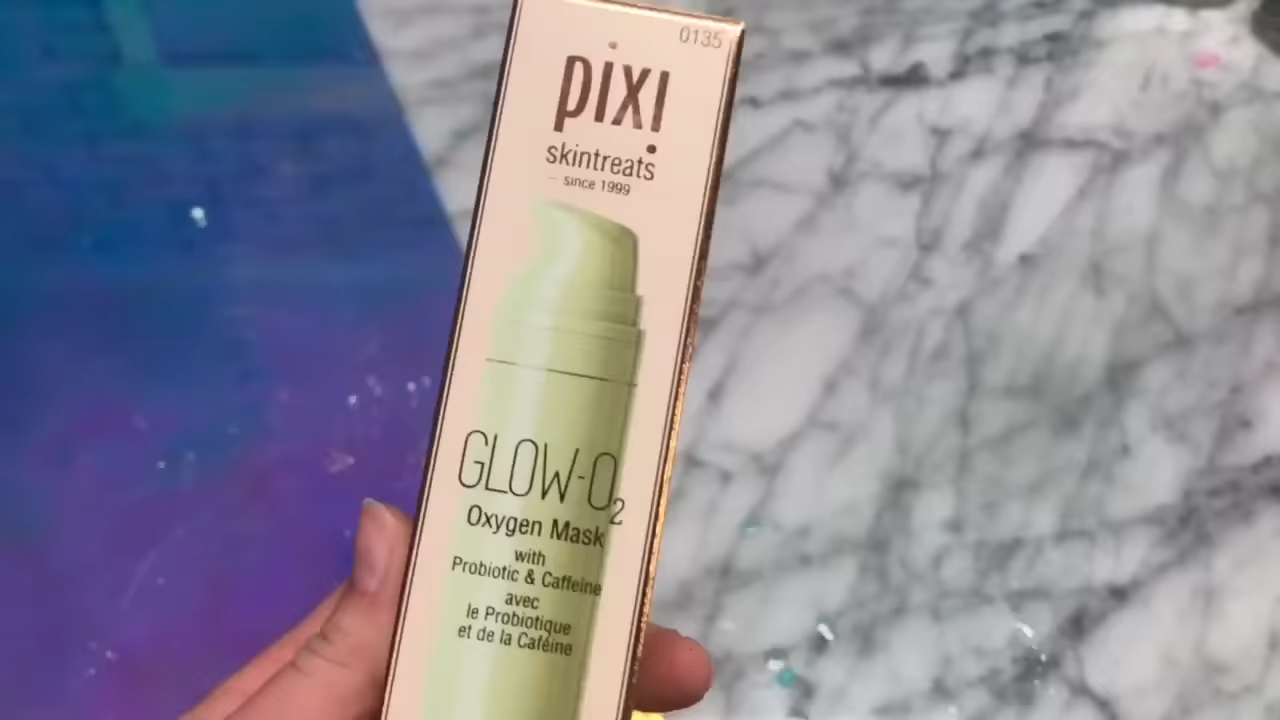 0135
pixi
skintreats
since 1999
GLOW-O₂
Oxygen Mask
with
Probiotic & Caffeine
avec
le Probiotique
et de la Caféine